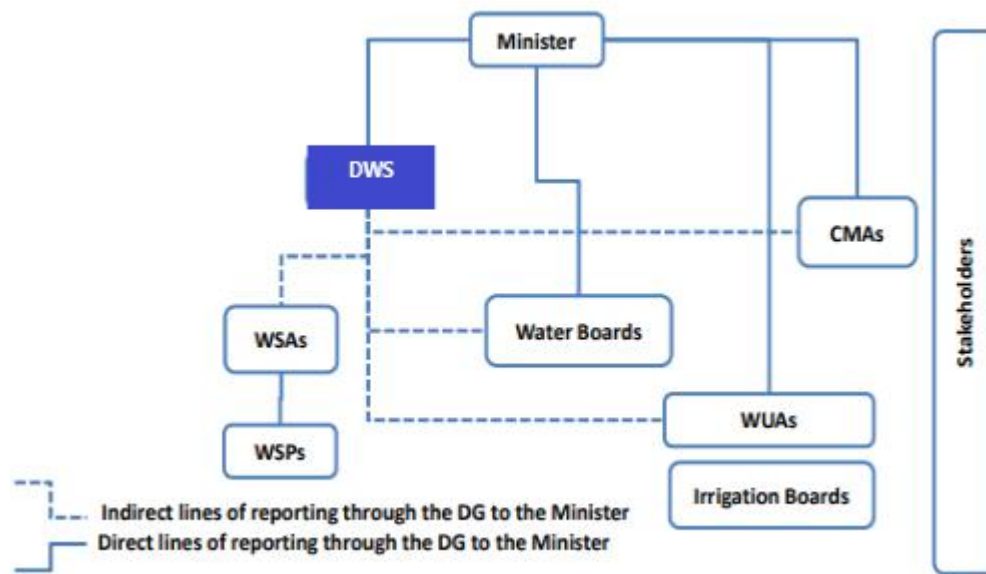 Minister
DWS
CMAs
Stakeholders
Water Boards
WSAs
WUAs
WSPs
Irrigation Boards
Indirect lines of reporting through the DG to the Minister
Direct lines of reporting through the DG to the Minister